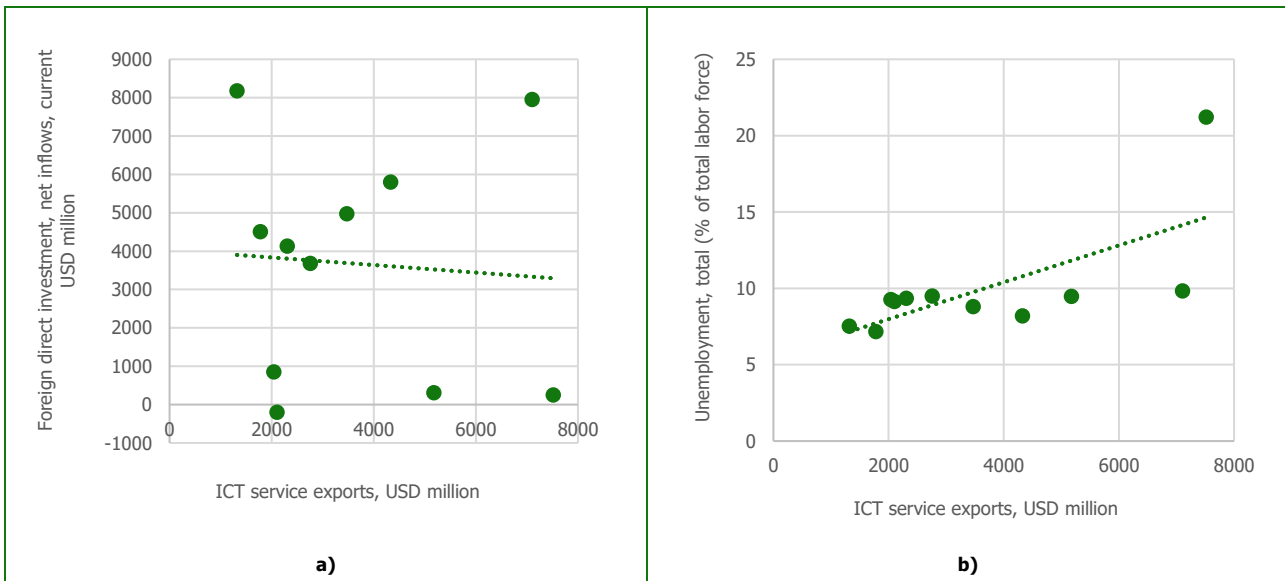 Foreign direct investment, net inflows, current
USD million
9000
8000
7000
6000
5000
4000
3000
2000
1000
0
-1000
0 2000 4000 6000 8000
ICT service exports, USD million
a)
Unemployment, total (% of total labor force)
25
20
15
10
5
0
0 2000 4000 6000 8000
ICT service exports, USD million
b)